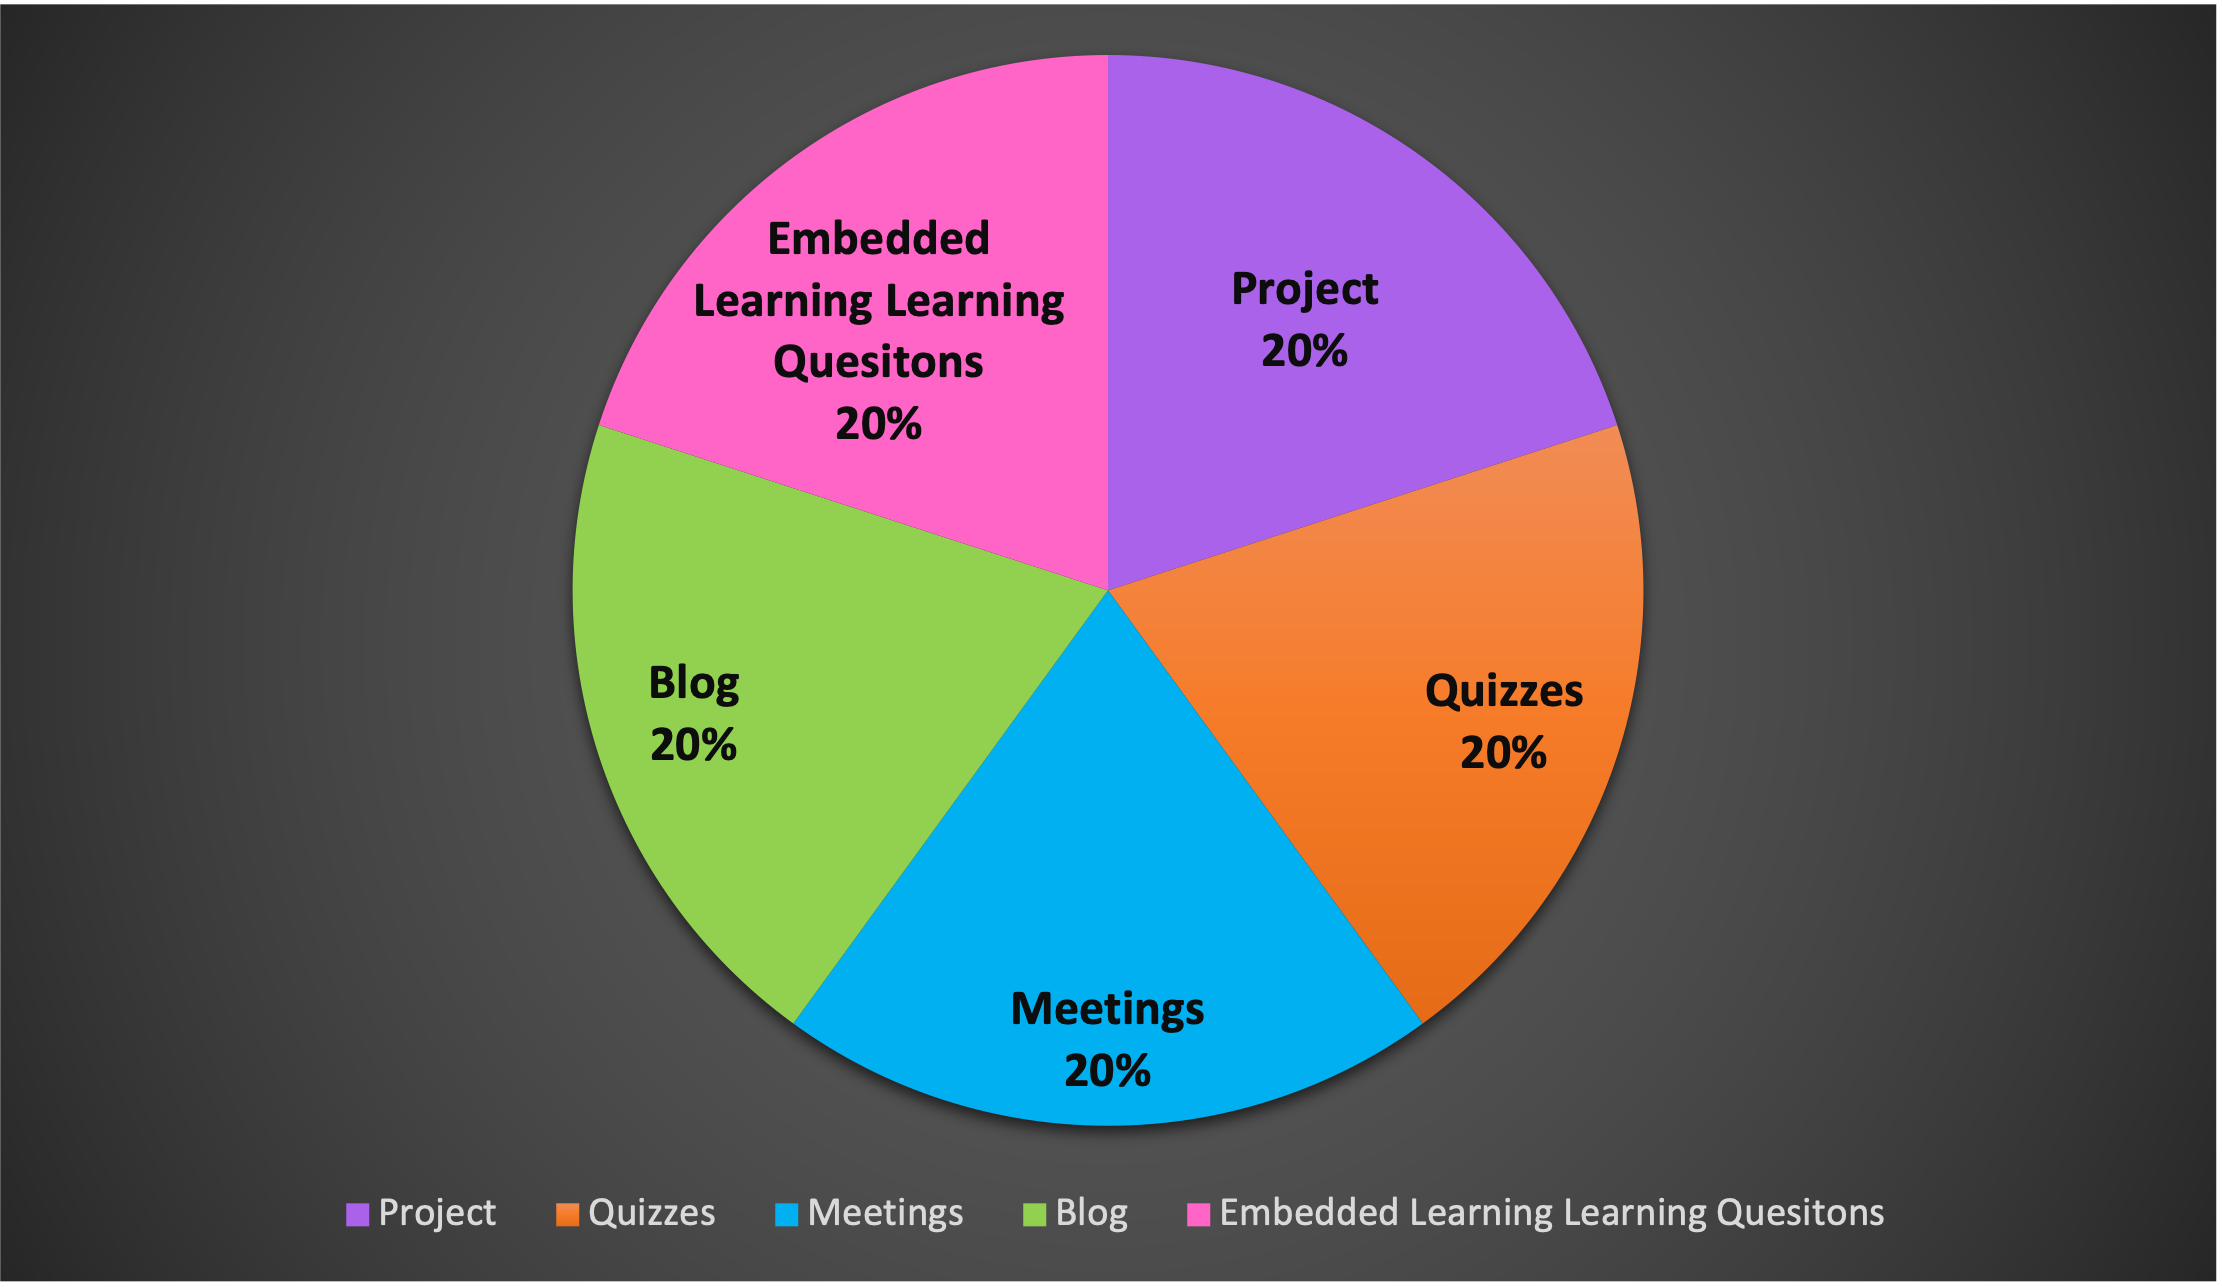 Embedded
Learning Learning
Quesitons
20%
Project
20%
Blog
20%
Quizzes
20%
Meetings
20%
Project Quizzes Meetings Blog Embedded Learning Learning Quesitons